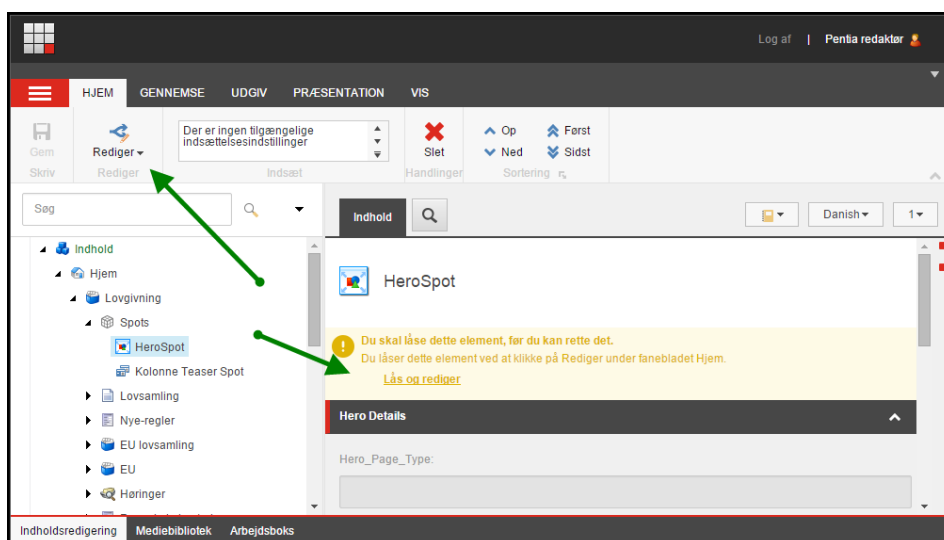 Log af | Pentia redaktør
HJEM GENNEMSE UDGIV PRÆSENTATION VIS
Gem
Skriv
Rediger
Rediger
Der er ingen tilgængelige
indsættelsesindstillinger
Indsæt
Slet
Handlinger
Op Først
Ned Sidst
Sortering
Søg
Indhold
Danish
1
Indhold
Hjem
Lovgivning
Spots
HeroSpot
Kolonne Teaser Spot
Lovsamling
Nye-regler
EU lovsamling
EU
Høringer
HeroSpot
Du skal låse dette element, før du kan rette det.
Du låser dette element ved at klikke på Rediger under fanebladet Hjem.
Lås og rediger
Hero Details
Hero_Page_Type:
Indholdsredigering Mediebibliotek Arbejdsboks